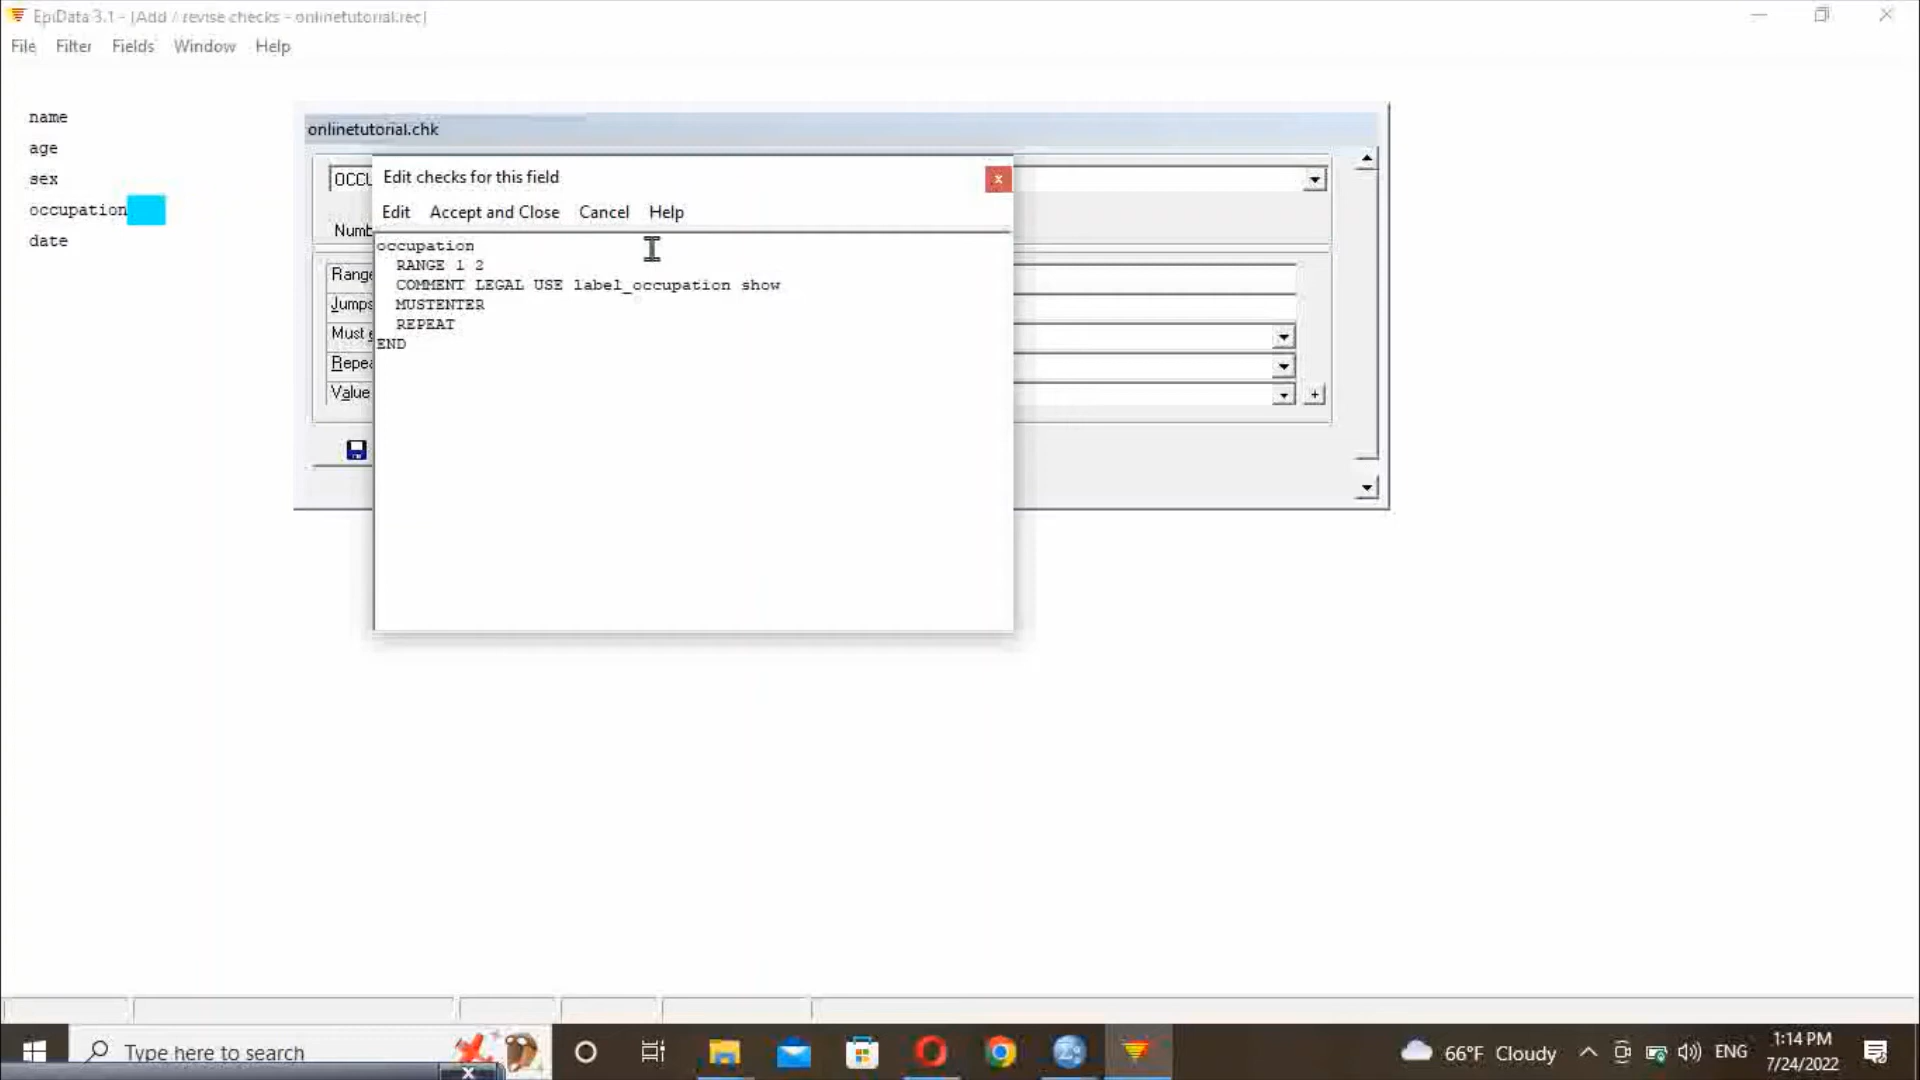 EpiData 3.1 - [Add / revise checks - onlinetutorial.rec]
File Filter Fields Window Help
name
age
sex
occupation
date
onlinetutorial.chk
OCCU
Numb
Range
Jumps
Must e
Repea
Value
+
Edit checks for this field
x
Edit Accept and Close Cancel Help
occupation
RANGE 1 2
COMMENT LEGAL USE label_occupation show
MUSTENTER
REPEAT
END
Type here to search
x
66°F Cloudy
ENG
1:14 PM
7/24/2022